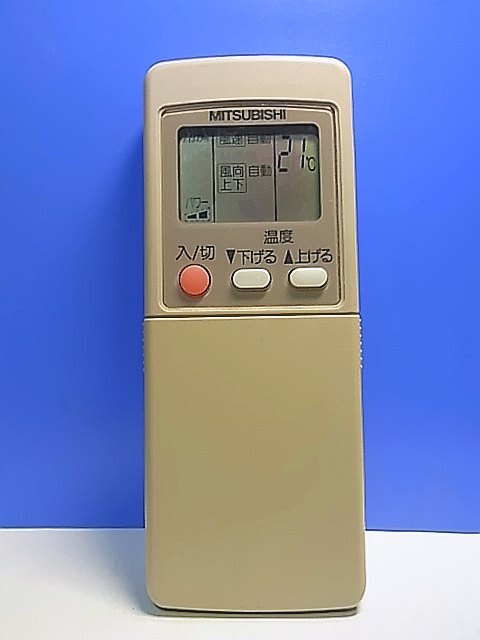 MITSUBISHI
風速 自動 21℃
風向 自動
上下
パワー
温度
入/切 ▼下げる ▲上げる